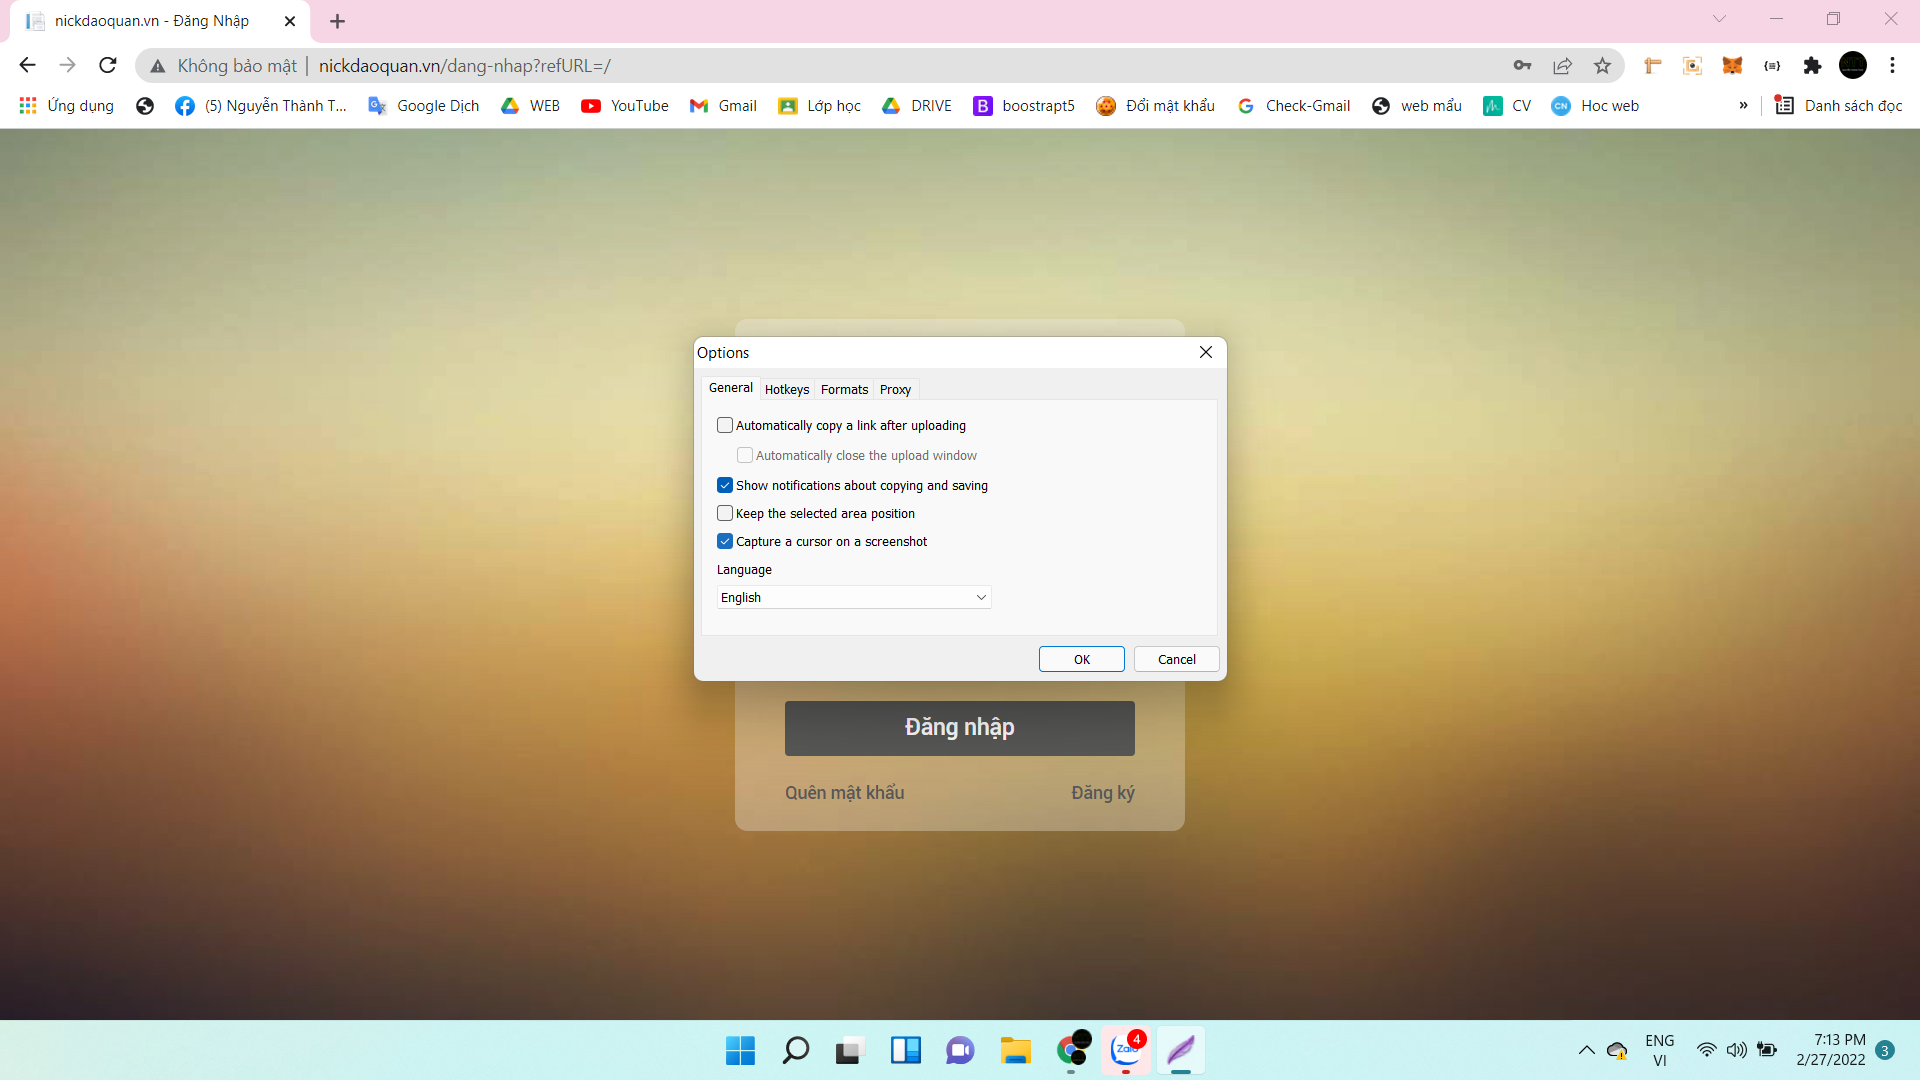 nickdaoquan.vn - Đăng Nhập
Không bảo mật | nickdaoquan.vn/dang-nhap?refURL=/
Ứng dụng (5) Nguyễn Thành T... Google Dịch WEB YouTube Gmail Lớp học DRIVE boostrapt5 Đổi mật khẩu Check-Gmail web mẩu CN CV Hoc web » Danh sách đọc
Options
General Hotkeys Formats Proxy
Automatically copy a link after uploading
Automatically close the upload window
Show notifications about copying and saving
Keep the selected area position
Capture a cursor on a screenshot
Language
English
OK Cancel
Đăng nhập
Quên mật khẩu Đăng ký
Zalo 4
ENG
VI
7:13 PM
2/27/2022
3